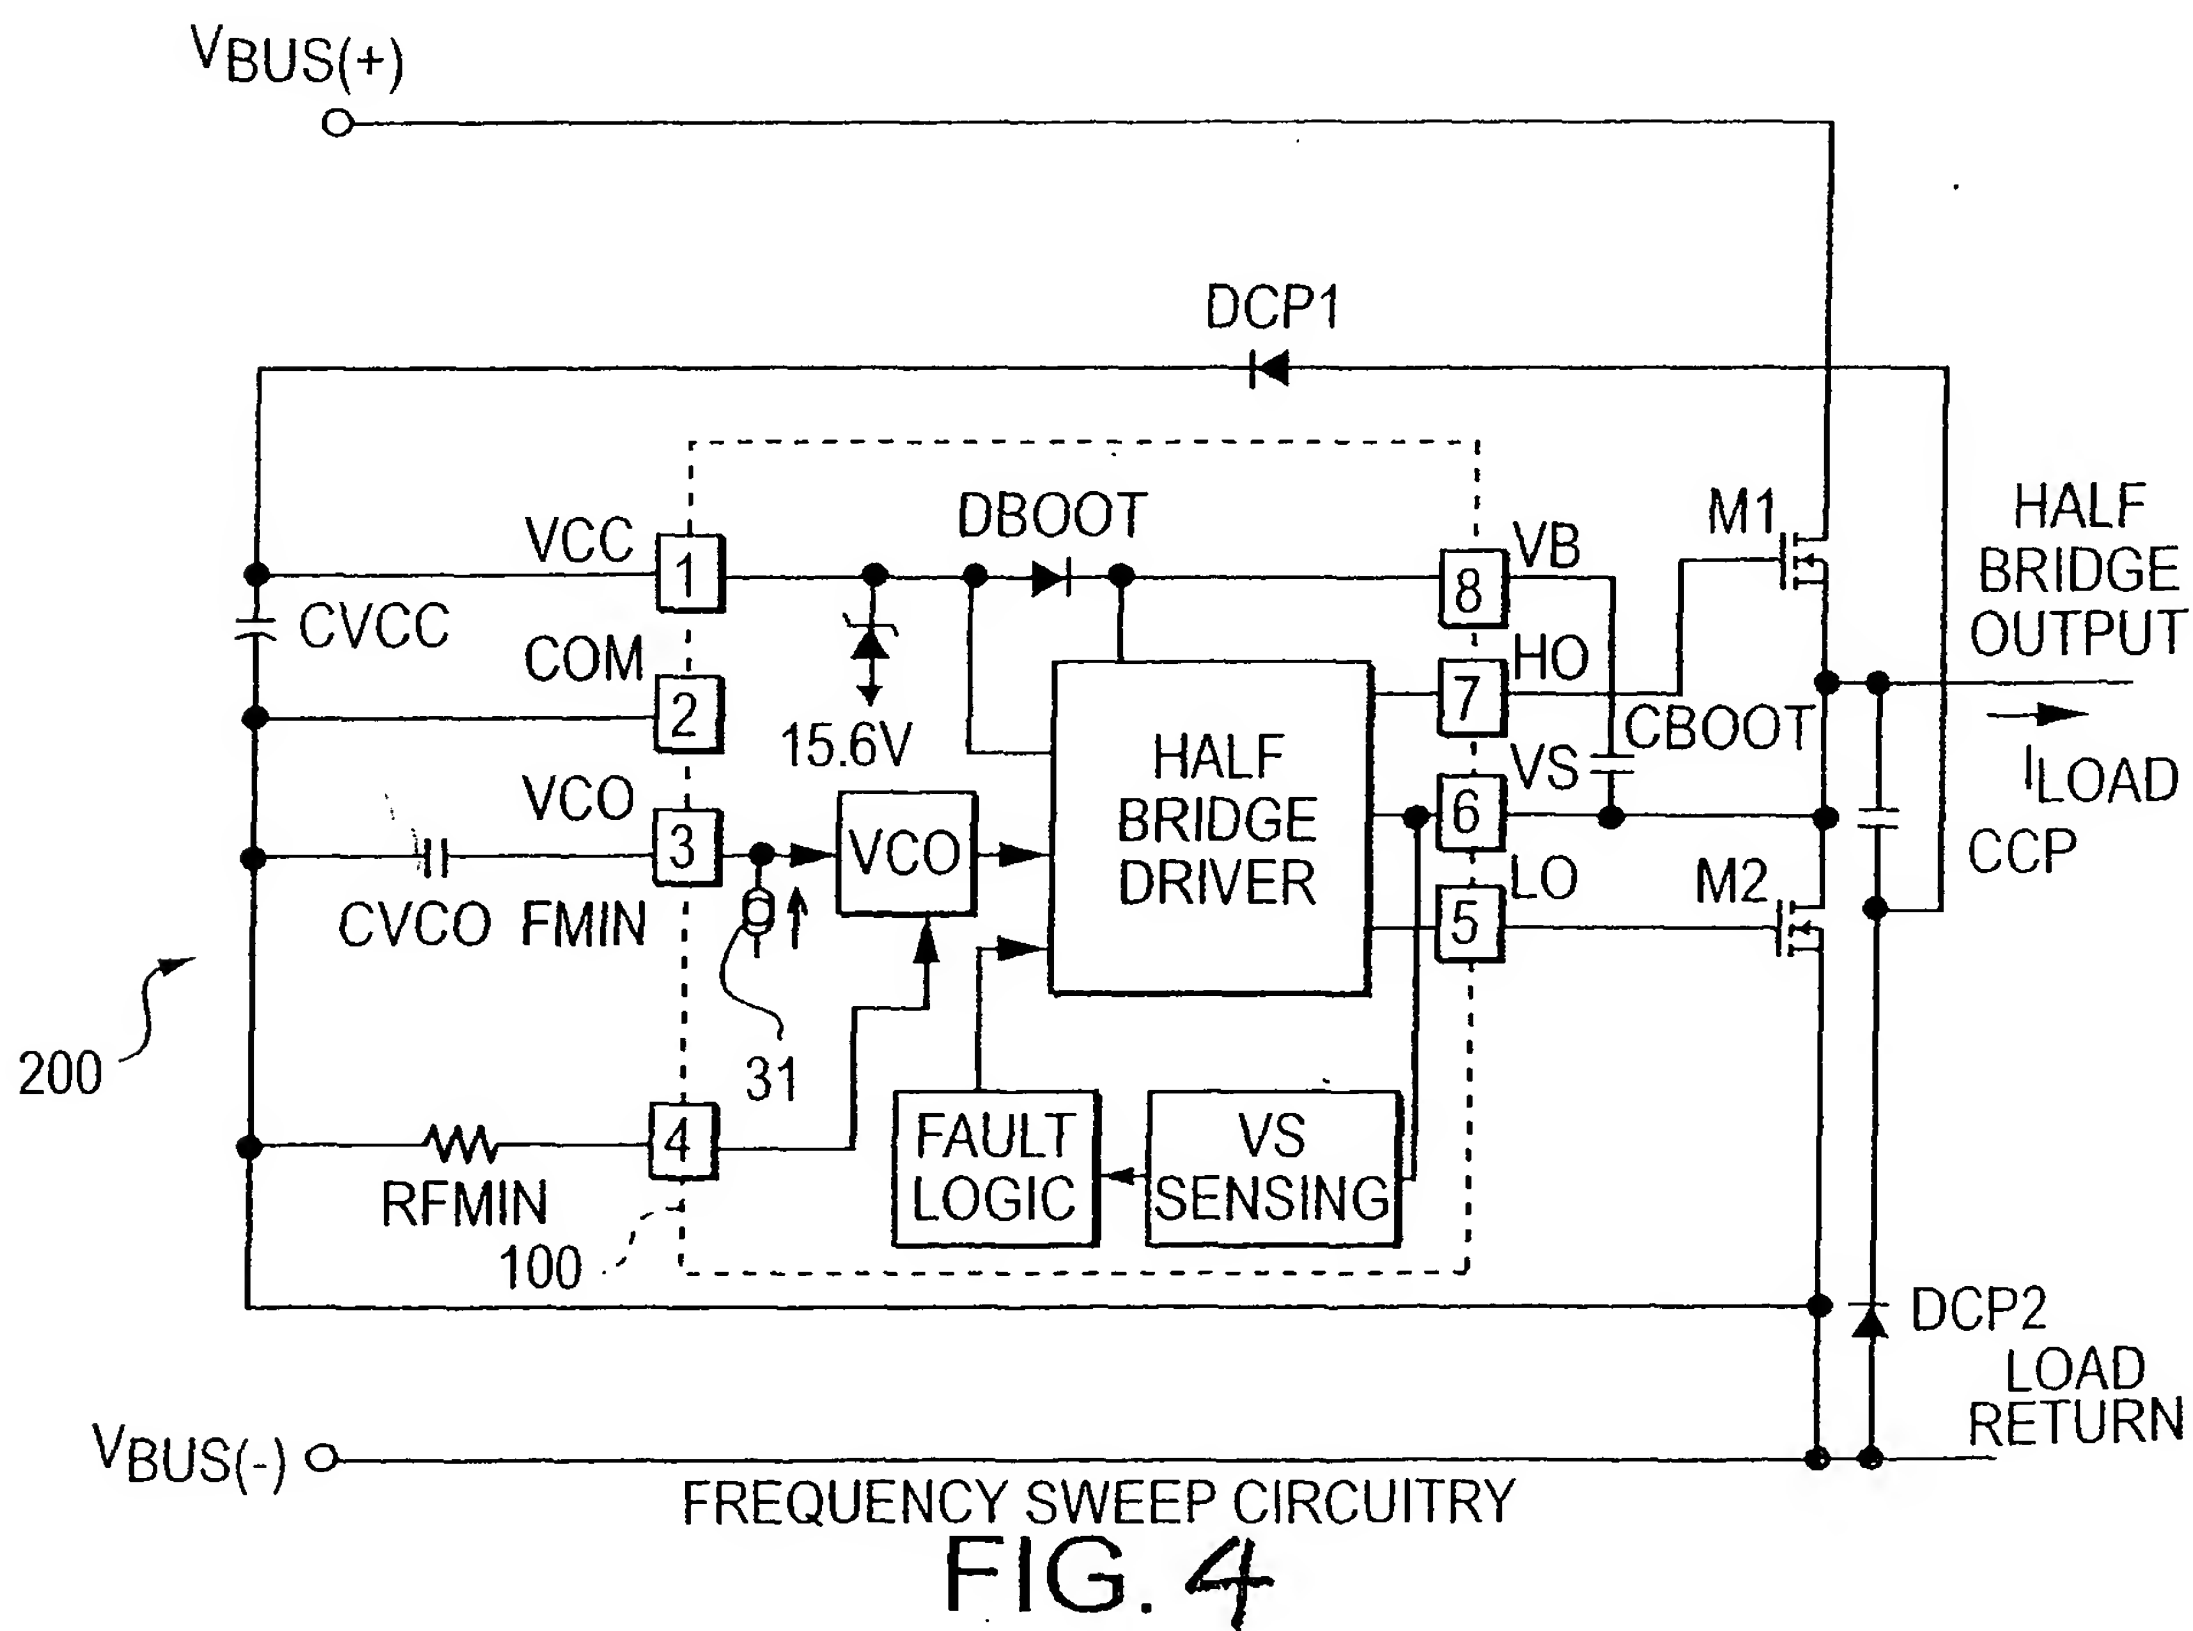 VBUS(+)
DCP1
DBOOT
M1
HALF
BRIDGE
OUTPUT
VCC
1
8
VB
CVCC
COM
2
7
HO
15.6V
CBOOT
ILOAD
VCO
3
VCO
HALF
BRIDGE
DRIVER
VS
6
CCP
LO
5
M2
CVCO
FMIN
200
31
4
FAULT
LOGIC
VS
SENSING
RFMIN
100
DCP2
LOAD
RETURN
VBUS(-)
FREQUENCY SWEEP CIRCUITRY
FIG. 4